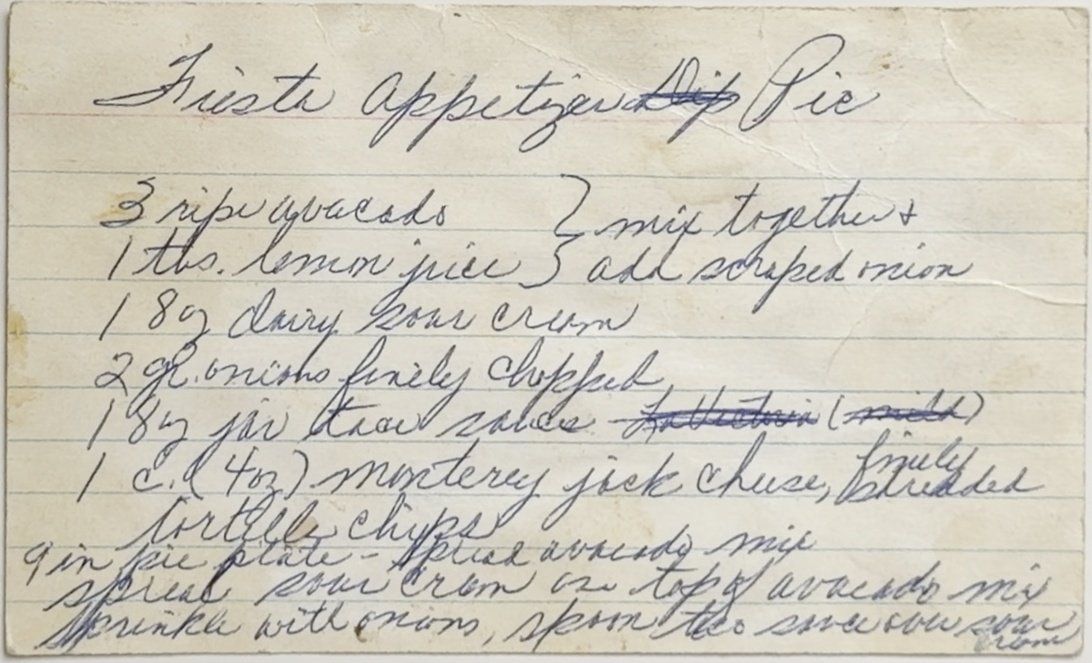 Fiesta Appetizer Dip Pie
3 ripe avacado } mix together &
1 tbs. lemon juice } add scraped onion
1 8oz dairy sour cream
2 gr. onions finely chopped
1 8oz jar taco sauce La Victoria (mild)
1 c. (4oz) monterey jack cheese, finely shredded
tortilla chips
9 in pie plate - spread avacado mix
spread sour cream on top of avacado mix
sprinkle with onions, spoon taco sauce over sour cream